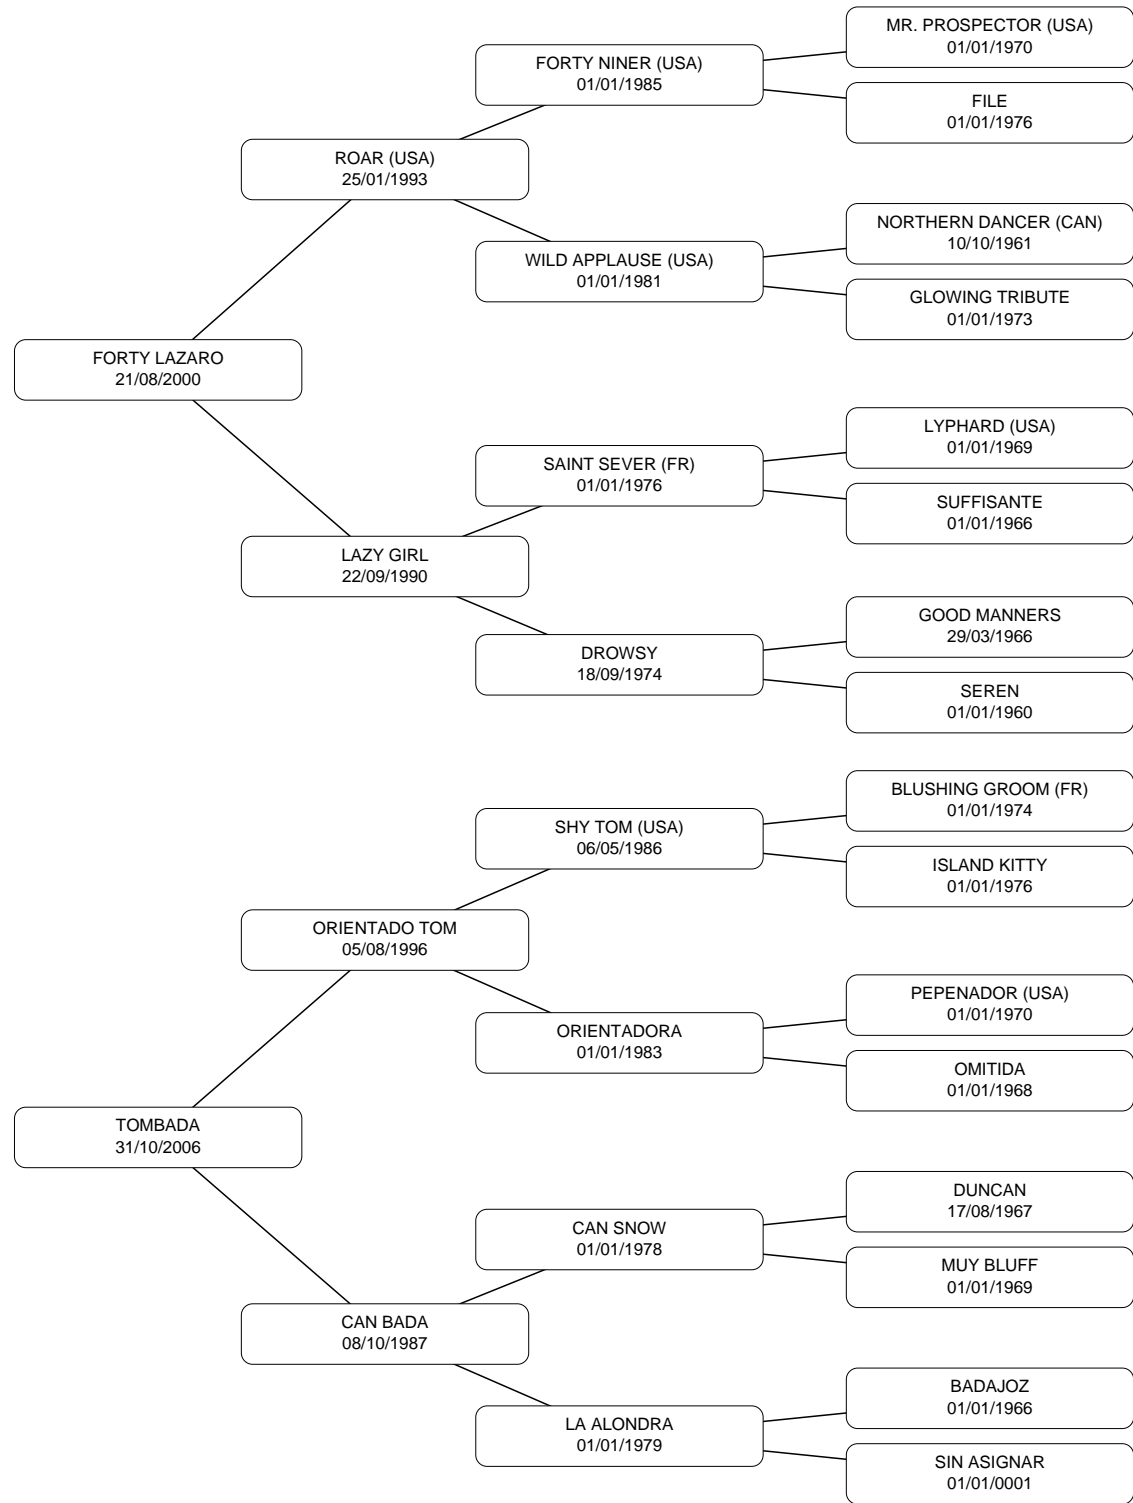 MR. PROSPECTOR (USA)
01/01/1970
FORTY NINER (USA)
01/01/1985
FILE
01/01/1976
ROAR (USA)
25/01/1993
NORTHERN DANCER (CAN)
10/10/1961
WILD APPLAUSE (USA)
01/01/1981
GLOWING TRIBUTE
01/01/1973
FORTY LAZARO
21/08/2000
LYPHARD (USA)
01/01/1969
SAINT SEVER (FR)
01/01/1976
SUFFISANTE
01/01/1966
LAZY GIRL
22/09/1990
GOOD MANNERS
29/03/1966
DROWSY
18/09/1974
SEREN
01/01/1960
BLUSHING GROOM (FR)
01/01/1974
SHY TOM (USA)
06/05/1986
ISLAND KITTY
01/01/1976
ORIENTADO TOM
05/08/1996
PEPENADOR (USA)
01/01/1970
ORIENTADORA
01/01/1983
OMITIDA
01/01/1968
TOMBADA
31/10/2006
DUNCAN
17/08/1967
CAN SNOW
01/01/1978
MUY BLUFF
01/01/1969
CAN BADA
08/10/1987
BADAJOZ
01/01/1966
LA ALONDRA
01/01/1979
SIN ASIGNAR
01/01/0001